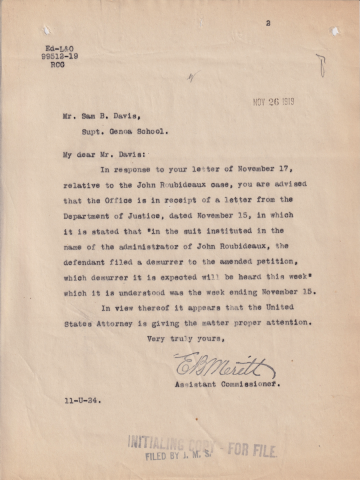 2
Ed-L&O
99513-19
RCG
NOV 26 1919
Mr. Sam B. Davis,
Supt. Genoa School.
My dear Mr. Davis:
In response to your letter of November 17,
relative to the John Roubideaux case, you are advised
that the Office is in receipt of a letter from the
Department of Justice, dated November 15, in which
it is stated that "in the suit instituted in the
name of the administrator of John Roubideaux, the
defendant filed a demurrer to the amended petition,
which demurrer it is expected will be heard this week"
which it is understood was the week ending November 15.
In view thereof it appears that the United
States Attorney is giving the matter proper attention.
Very truly yours,
E B Meritt
Assistant Commissioner.
11-U-24.
INITIALING COPY - FOR FILE
FILED BY J. M. S.